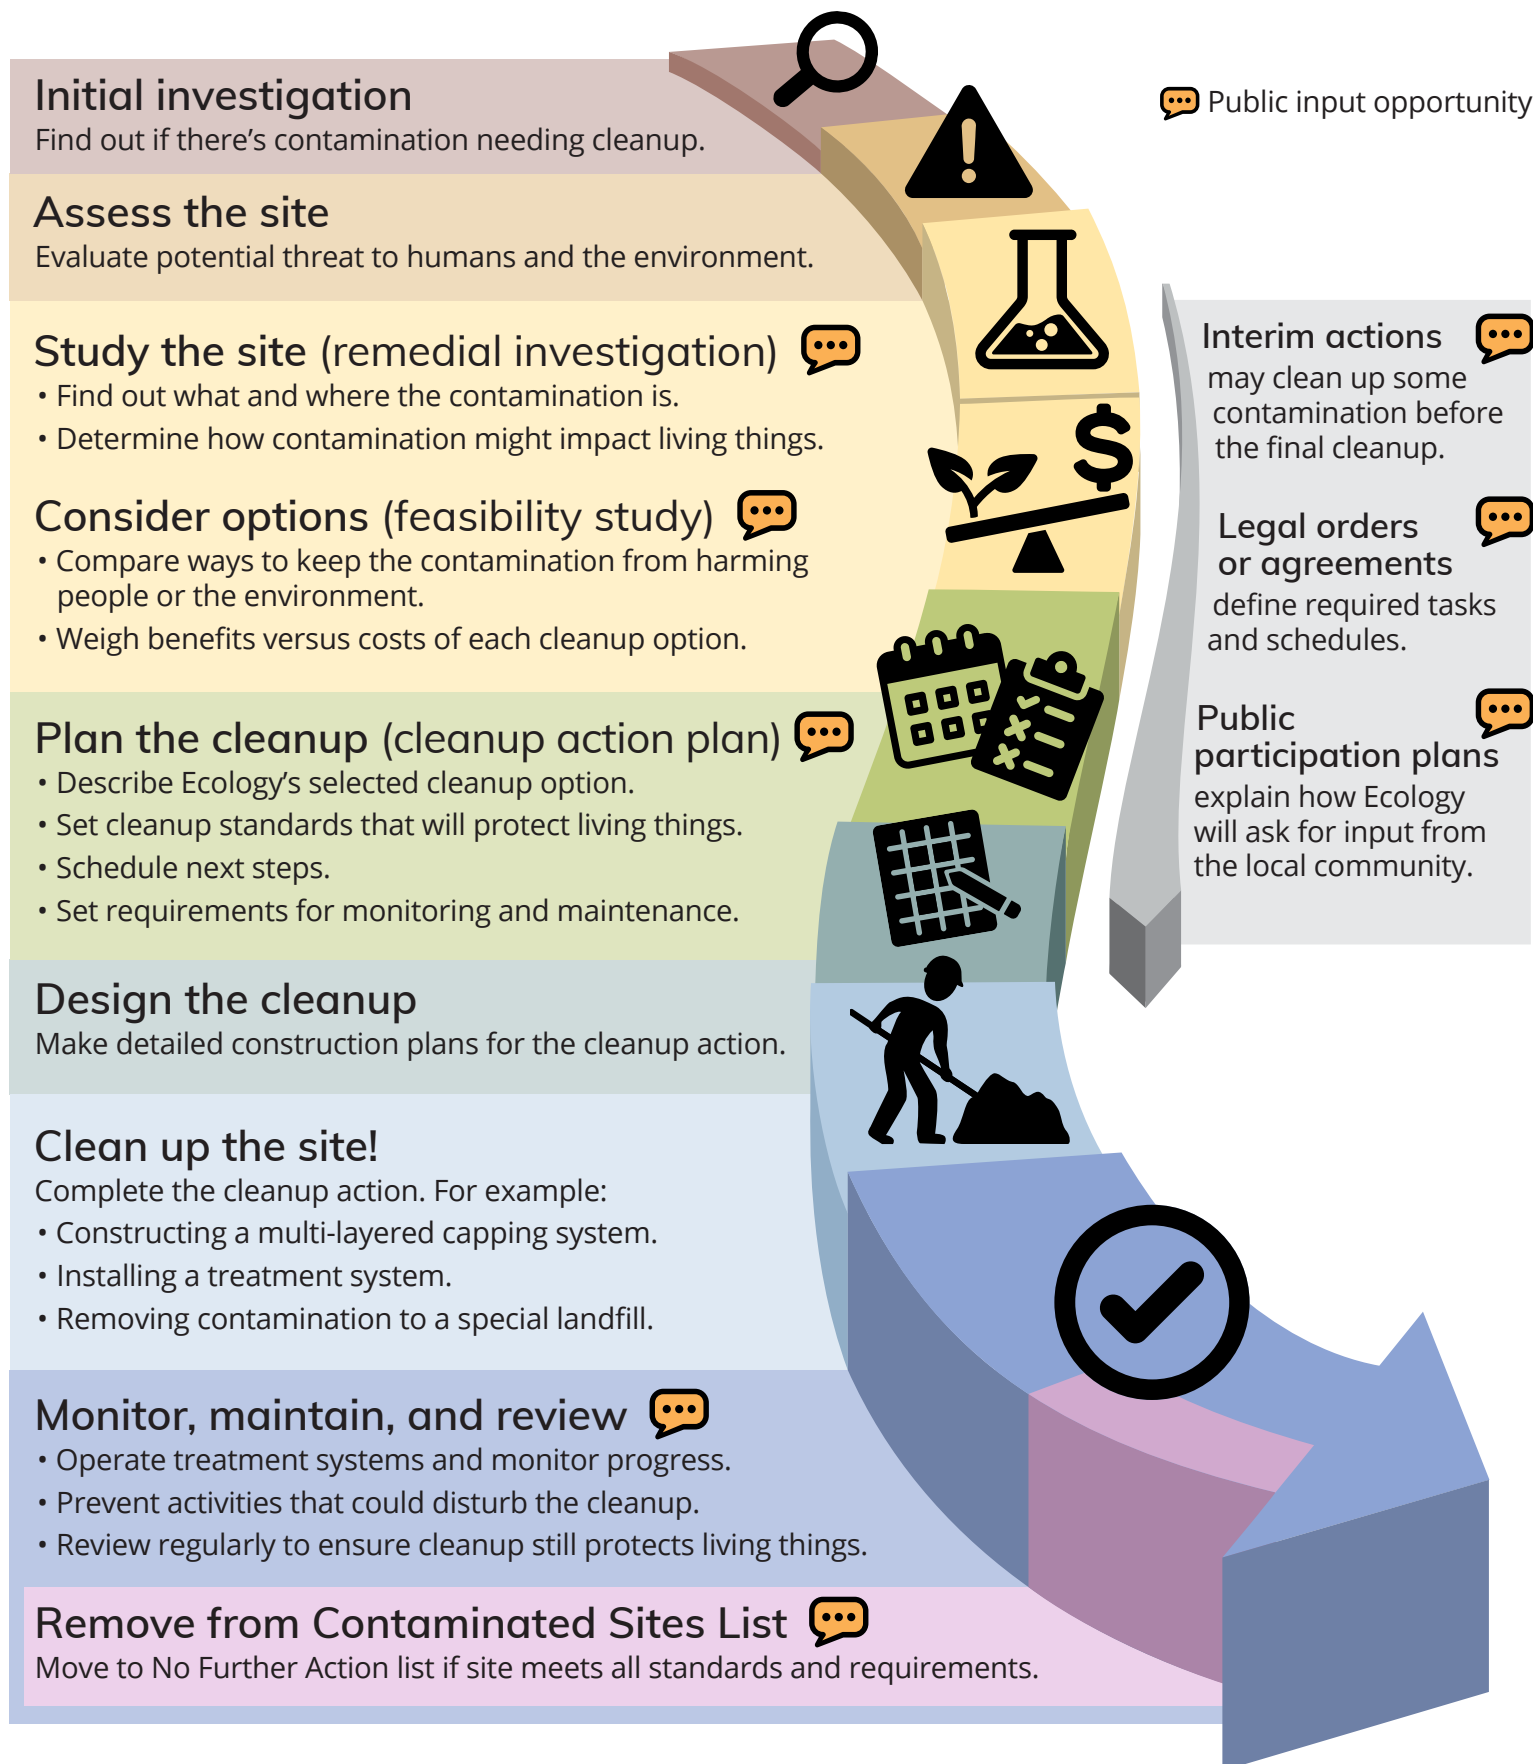 Initial investigation
Find out if there's contamination needing cleanup.
Public input opportunity
Assess the site
Evaluate potential threat to humans and the environment.
Study the site (remedial investigation)
• Find out what and where the contamination is.
• Determine how contamination might impact living things.
Consider options (feasibility study)
• Compare ways to keep the contamination from harming
people or the environment.
• Weigh benefits versus costs of each cleanup option.
Plan the cleanup (cleanup action plan)
• Describe Ecology's selected cleanup option.
• Set cleanup standards that will protect living things.
• Schedule next steps.
• Set requirements for monitoring and maintenance.
Design the cleanup
Make detailed construction plans for the cleanup action.
Clean up the site!
Complete the cleanup action. For example:
• Constructing a multi-layered capping system.
• Installing a treatment system.
• Removing contamination to a special landfill.
Monitor, maintain, and review
• Operate treatment systems and monitor progress.
• Prevent activities that could disturb the cleanup.
• Review regularly to ensure cleanup still protects living things.
Remove from Contaminated Sites List
Move to No Further Action list if site meets all standards and requirements.
Interim actions
may clean up some
contamination before
the final cleanup.
Legal orders
or agreements
define required tasks
and schedules.
Public
participation plans
explain how Ecology
will ask for input from
the local community.
$